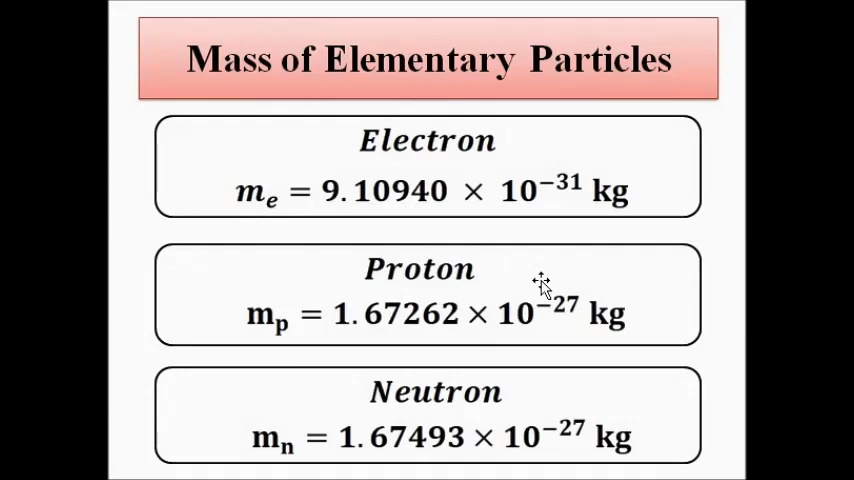 Mass of Elementary Particles
Electron
mₑ = 9.10940 × 10⁻³¹ kg
Proton
mₚ = 1.67262 × 10⁻²⁷ kg
Neutron
mₙ = 1.67493 × 10⁻²⁷ kg